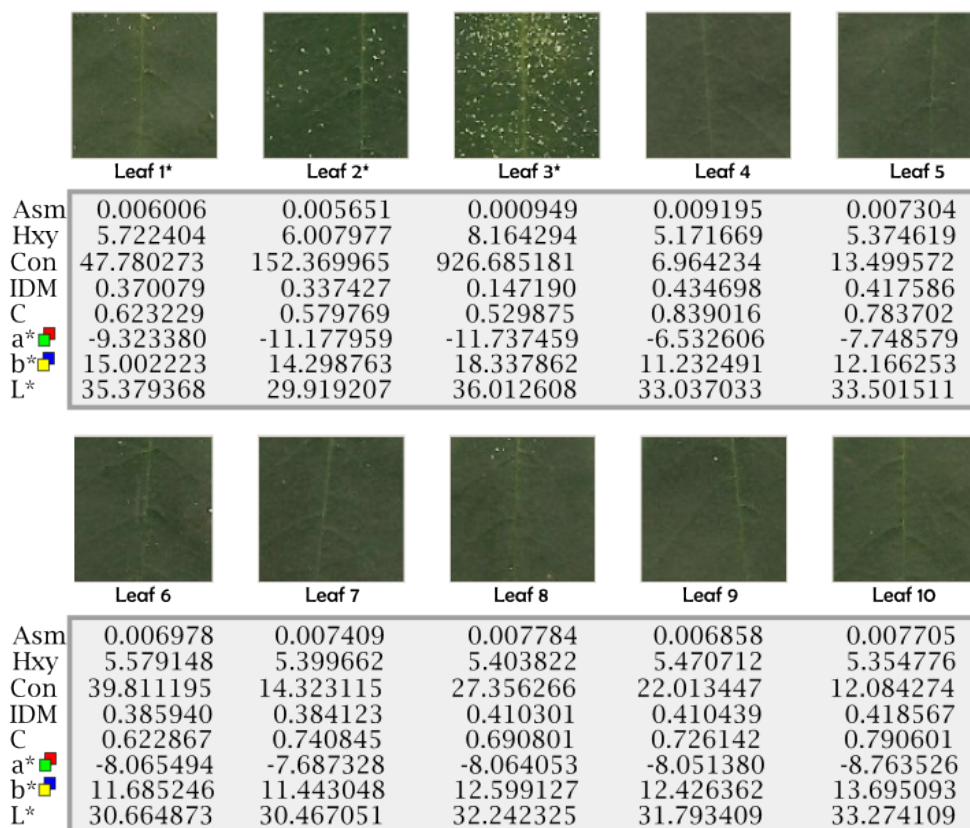 Leaf 1* Leaf 2* Leaf 3* Leaf 4 Leaf 5
Asm 0.006006 0.005651 0.000949 0.009195 0.007304
Hxy 5.722404 6.007977 8.164294 5.171669 5.374619
Con 47.780273 152.369965 926.685181 6.964234 13.499572
IDM 0.370079 0.337427 0.147190 0.434698 0.417586
C 0.623229 0.579769 0.529875 0.839016 0.783702
a* -9.323380 -11.177959 -11.737459 -6.532606 -7.748579
b* 15.002223 14.298763 18.337862 11.232491 12.166253
L* 35.379368 29.919207 36.012608 33.037033 33.501511
Leaf 6 Leaf 7 Leaf 8 Leaf 9 Leaf 10
Asm 0.006978 0.007409 0.007784 0.006858 0.007705
Hxy 5.579148 5.399662 5.403822 5.470712 5.354776
Con 39.811195 14.323115 27.356266 22.013447 12.084274
IDM 0.385940 0.384123 0.410301 0.410439 0.418567
C 0.622867 0.740845 0.690801 0.726142 0.790601
a* -8.065494 -7.687328 -8.064053 -8.051380 -8.763526
b* 11.685246 11.443048 12.599127 12.426362 13.695093
L* 30.664873 30.467051 32.242325 31.793409 33.274109